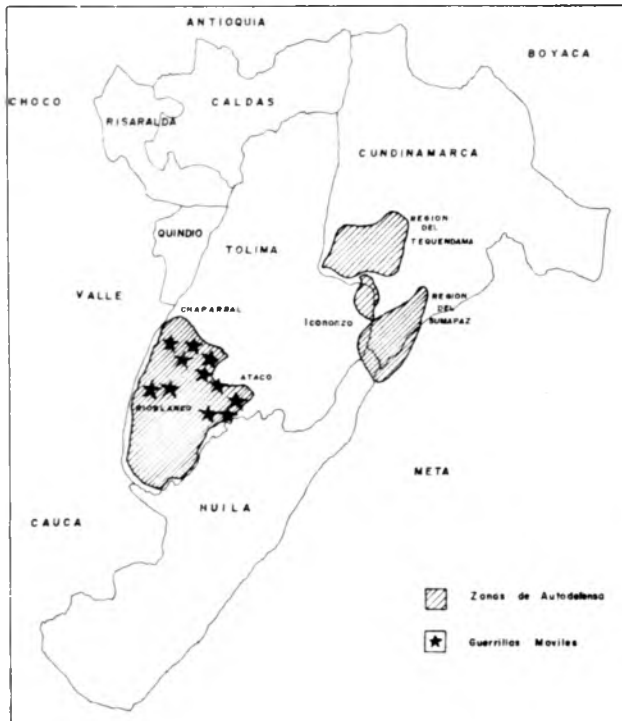 ANTIOQUIA
BOYACA
CHOCO
CALDAS
RISARALDA
CUNDINAMARCA
QUINDIO
TOLIMA
REGION
DEL
TEQUENDAMA
VALLE
CHAPARRAL
REGION
DEL
SUMAPAZ
Icononzo
ATACO
RIOBLANCO
META
HUILA
CAUCA
Zonas de Autodefensa
Guerrillas Moviles